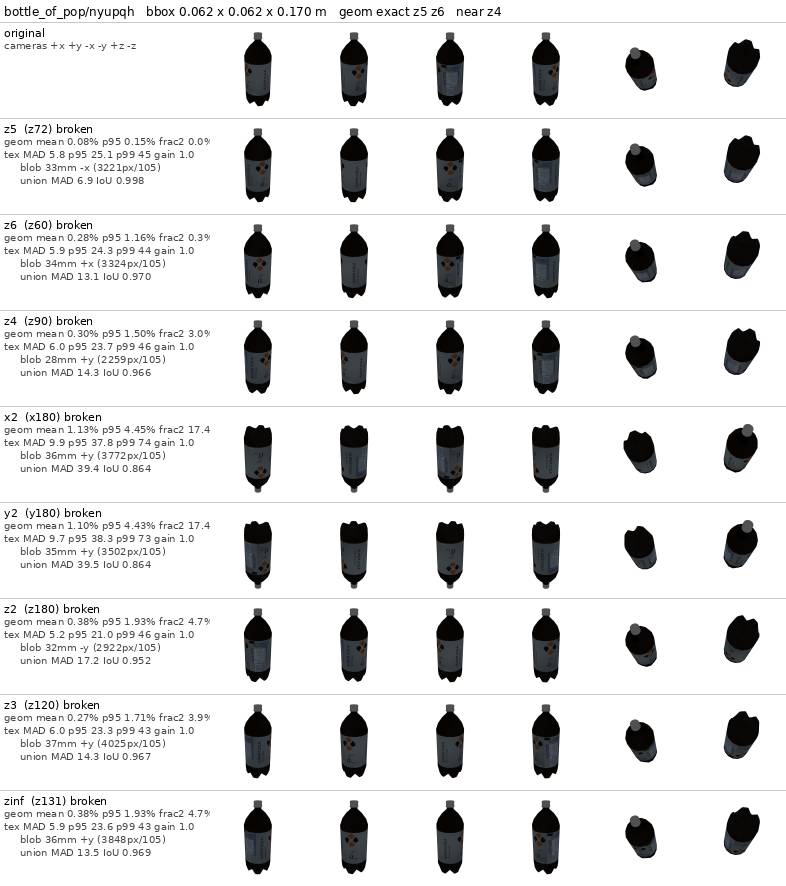 bottle_of_pop/nyupqh bbox 0.062 x 0.062 x 0.170 m geom exact z5 z6 near z4
original
cameras +x +y -x -y +z -z
z5 (z72) broken
geom mean 0.08% p95 0.15% frac2 0.0%
tex MAD 5.8 p95 25.1 p99 45 gain 1.0
blob 33mm -x (3221px/105)
union MAD 6.9 IoU 0.998
z6 (z60) broken
geom mean 0.28% p95 1.16% frac2 0.3%
tex MAD 5.9 p95 24.3 p99 44 gain 1.0
blob 34mm +x (3324px/105)
union MAD 13.1 IoU 0.970
z4 (z90) broken
geom mean 0.30% p95 1.50% frac2 3.0%
tex MAD 6.0 p95 23.7 p99 46 gain 1.0
blob 28mm +y (2259px/105)
union MAD 14.3 IoU 0.966
x2 (x180) broken
geom mean 1.13% p95 4.45% frac2 17.4
tex MAD 9.9 p95 37.8 p99 74 gain 1.0
blob 36mm +y (3772px/105)
union MAD 39.4 IoU 0.864
y2 (y180) broken
geom mean 1.10% p95 4.43% frac2 17.4
tex MAD 9.7 p95 38.3 p99 73 gain 1.0
blob 35mm +y (3502px/105)
union MAD 39.5 IoU 0.864
z2 (z180) broken
geom mean 0.38% p95 1.93% frac2 4.7%
tex MAD 5.2 p95 21.0 p99 46 gain 1.0
blob 32mm -y (2922px/105)
union MAD 17.2 IoU 0.952
z3 (z120) broken
geom mean 0.27% p95 1.71% frac2 3.9%
tex MAD 6.0 p95 23.3 p99 43 gain 1.0
blob 37mm +y (4025px/105)
union MAD 14.3 IoU 0.967
zinf (z131) broken
geom mean 0.38% p95 1.93% frac2 4.7%
tex MAD 5.9 p95 23.6 p99 43 gain 1.0
blob 36mm +y (3848px/105)
union MAD 13.5 IoU 0.969